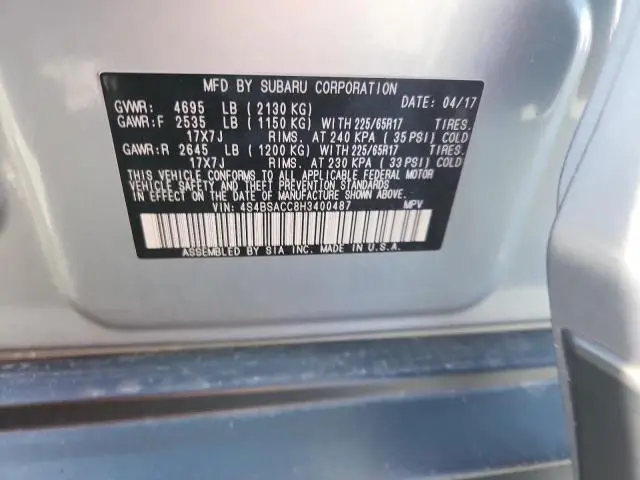 MFD BY SUBARU CORPORATION
GVWR: 4695 LB (2130 KG) DATE: 04/17
GAWR:F 2535 LB (1150 KG) WITH 225/65R17 TIRES.
17X7J RIMS. AT 240 KPA (35 PSI) COLD
GAWR:R 2645 LB (1200 KG) WITH 225/65R17 TIRES.
17X7J RIMS. AT 230 KPA (33 PSI) COLD
THIS VEHICLE CONFORMS TO ALL APPLICABLE FEDERAL MOTOR
VEHICLE SAFETY AND THEFT PREVENTION STANDARDS
IN EFFECT ON THE DATE OF MANUFACTURE SHOWN ABOVE.
VIN: 4S4BSACC8H3400487 MPV
ASSEMBLED BY SIA INC. MADE IN U.S.A.